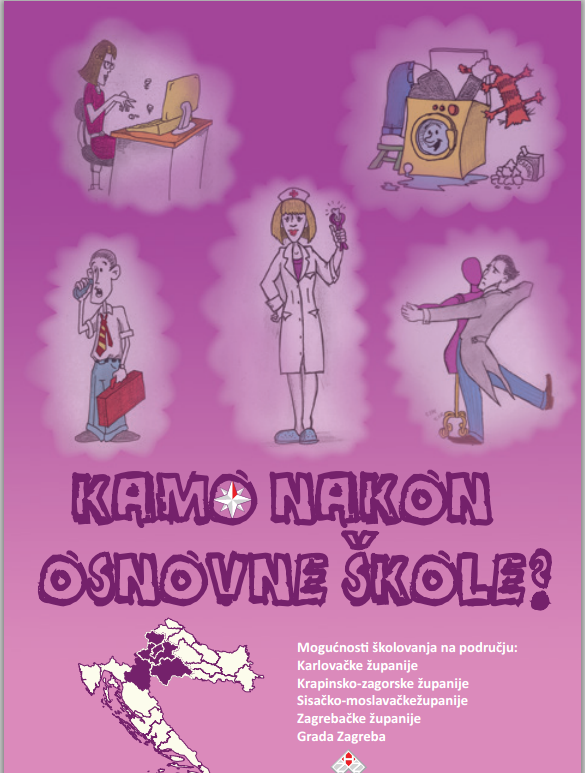 KAMO NAKON
OSNOVNE ŠKOLE?
Mogućnosti školovanja na području:
Karlovačke županije
Krapinsko-zagorske županije
Sisačko-moslavačkežupanije
Zagrebačke županije
Grada Zagreba